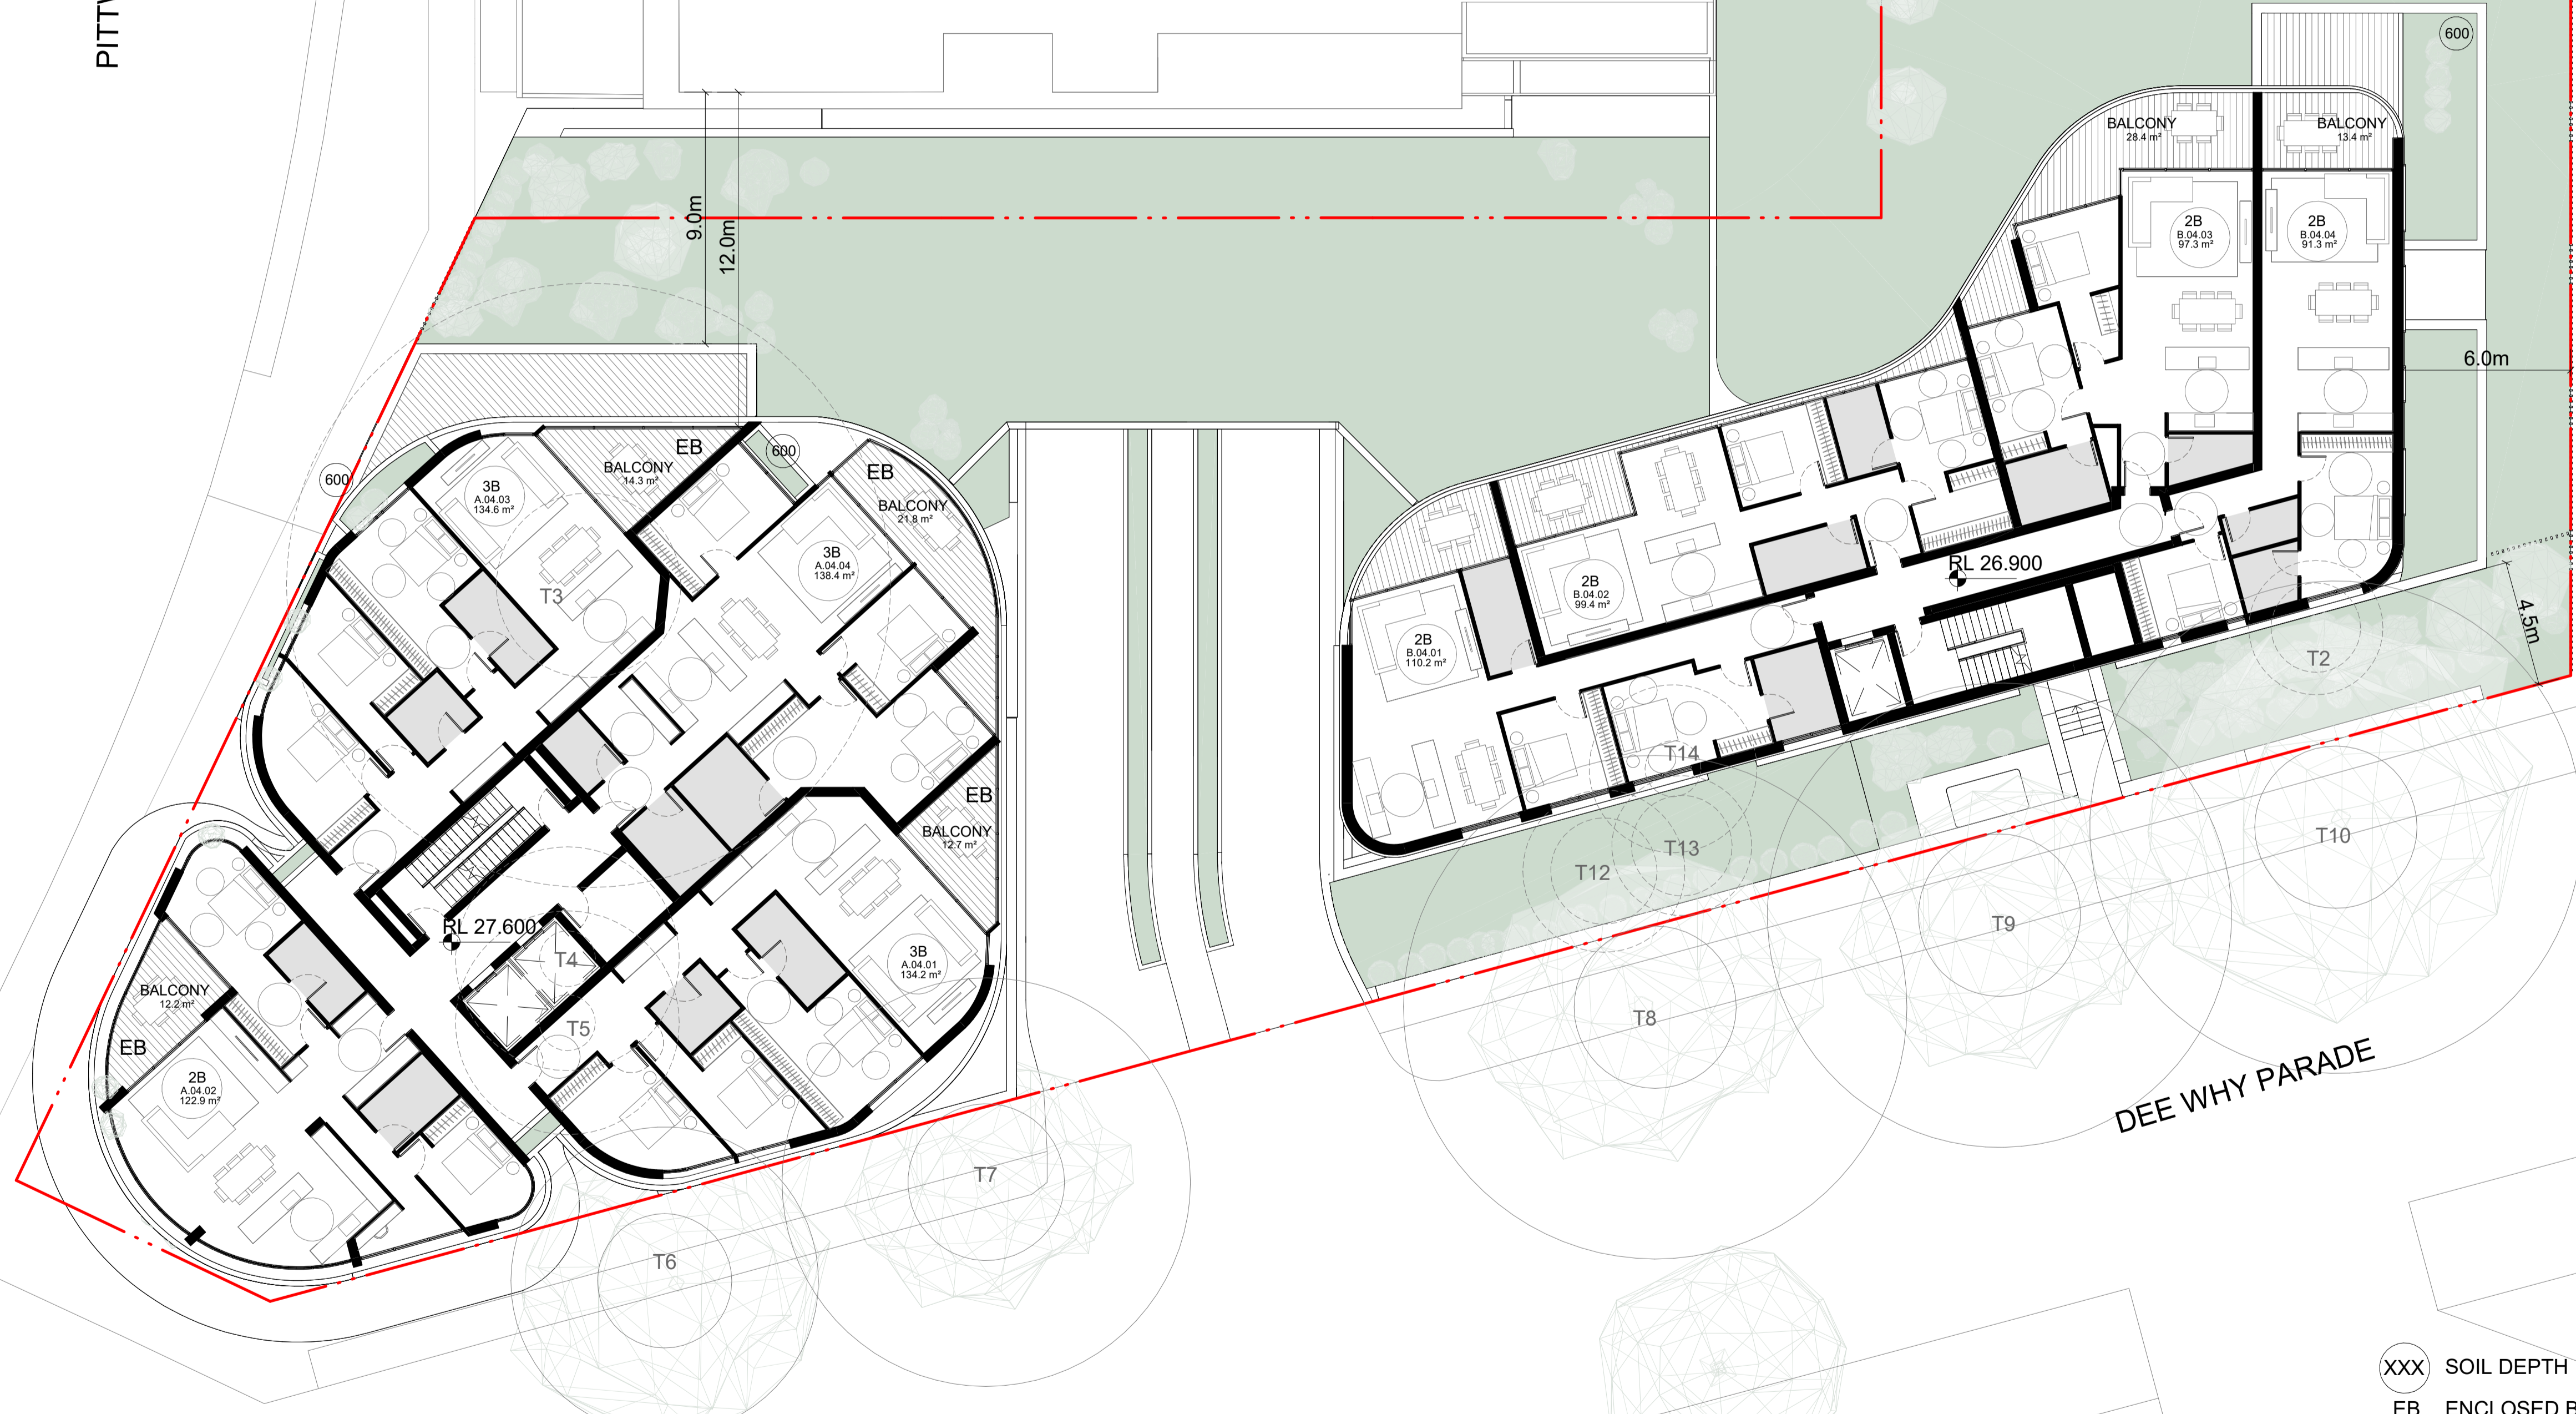 PITTW
600
BALCONY
28.4 m²
BALCONY
13.4 m²
9.0m
12.0m
2B
B.04.03
97.3 m²
2B
B.04.04
91.3 m²
6.0m
EB
600
EB
BALCONY
14.3 m²
600
3B
A.04.03
134.6 m²
BALCONY
21.8 m²
3B
A.04.04
138.4 m²
T3
RL 26.900
2B
B.04.02
99.4 m²
2B
B.04.01
110.2 m²
4.5m
T2
T14
EB
BALCONY
12.7 m²
T13
T12
T10
T9
RL 27.600
T4
3B
A.04.01
134.2 m²
BALCONY
12.2 m²
EB
T5
T8
2B
A.04.02
122.9 m²
DEE WHY PARADE
T7
T6
XXX SOIL DEPTH
EB ENCLOSED